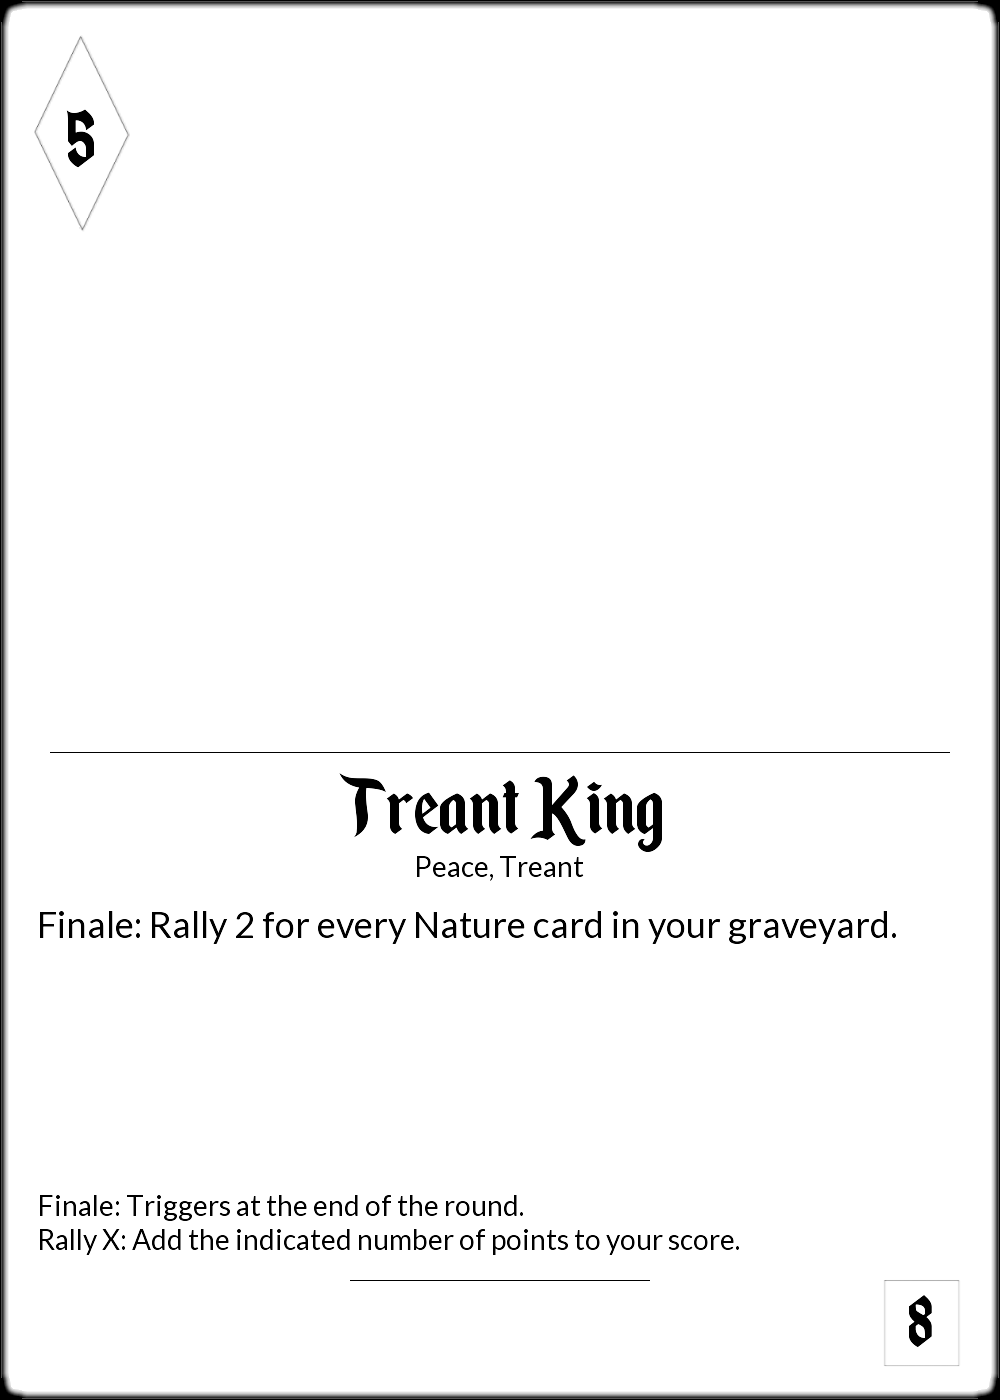 5
Treant King
Peace, Treant
Finale: Rally 2 for every Nature card in your graveyard.
Finale: Triggers at the end of the round.
Rally X: Add the indicated number of points to your score.
8